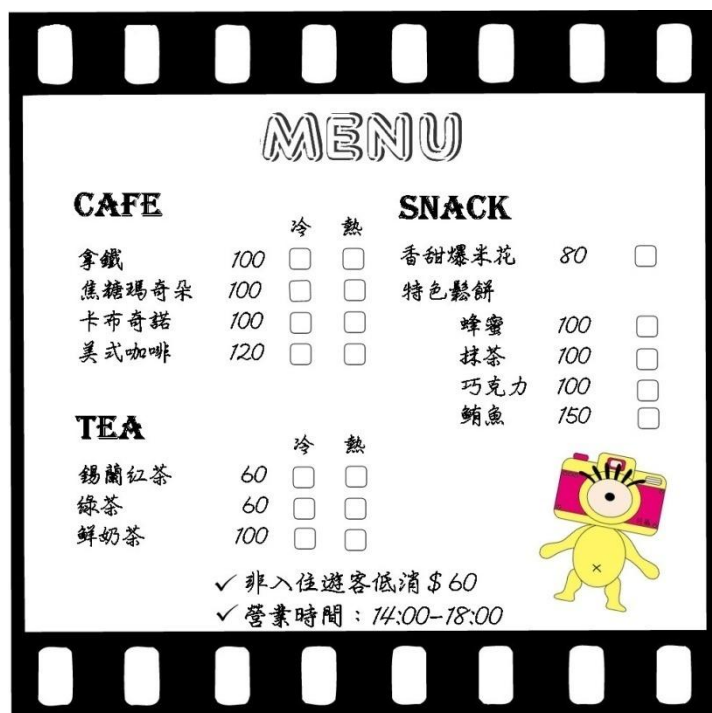 MENU
CAFE
冷 熱
拿鐵 100
焦糖瑪奇朵 100
卡布奇諾 100
美式咖啡 120
TEA
冷 熱
錫蘭紅茶 60
綠茶 60
鮮奶茶 100
SNACK
香甜爆米花 80
特色鬆餅
蜂蜜 100
抹茶 100
巧克力 100
鮪魚 150
✓ 非入住遊客低消$60
✓ 營業時間：14:00-18:00